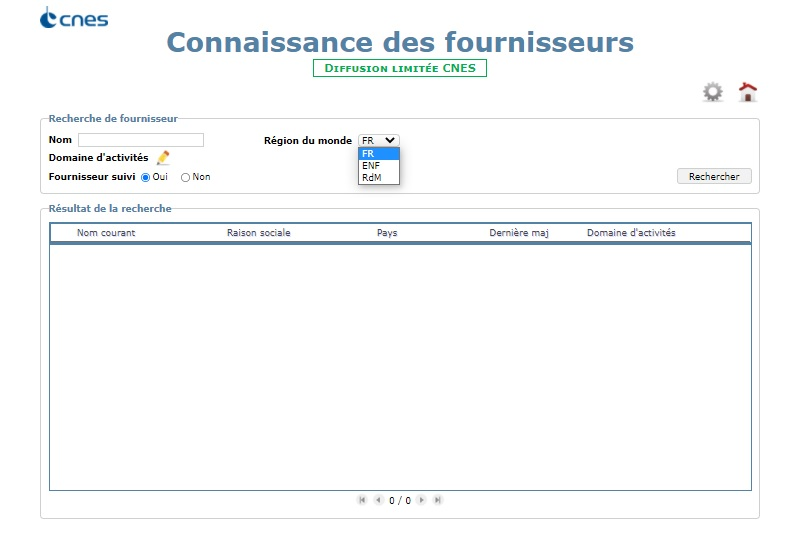 cnes
Connaissance des fournisseurs
DIFFUSION LIMITÉE CNES
Recherche de fournisseur
Nom Région du monde FR
FR
ENF
RdM
Domaine d'activités
Fournisseur suivi Oui Non Rechercher
Résultat de la recherche
Nom courant Raison sociale Pays Dernière maj Domaine d'activités
0 / 0